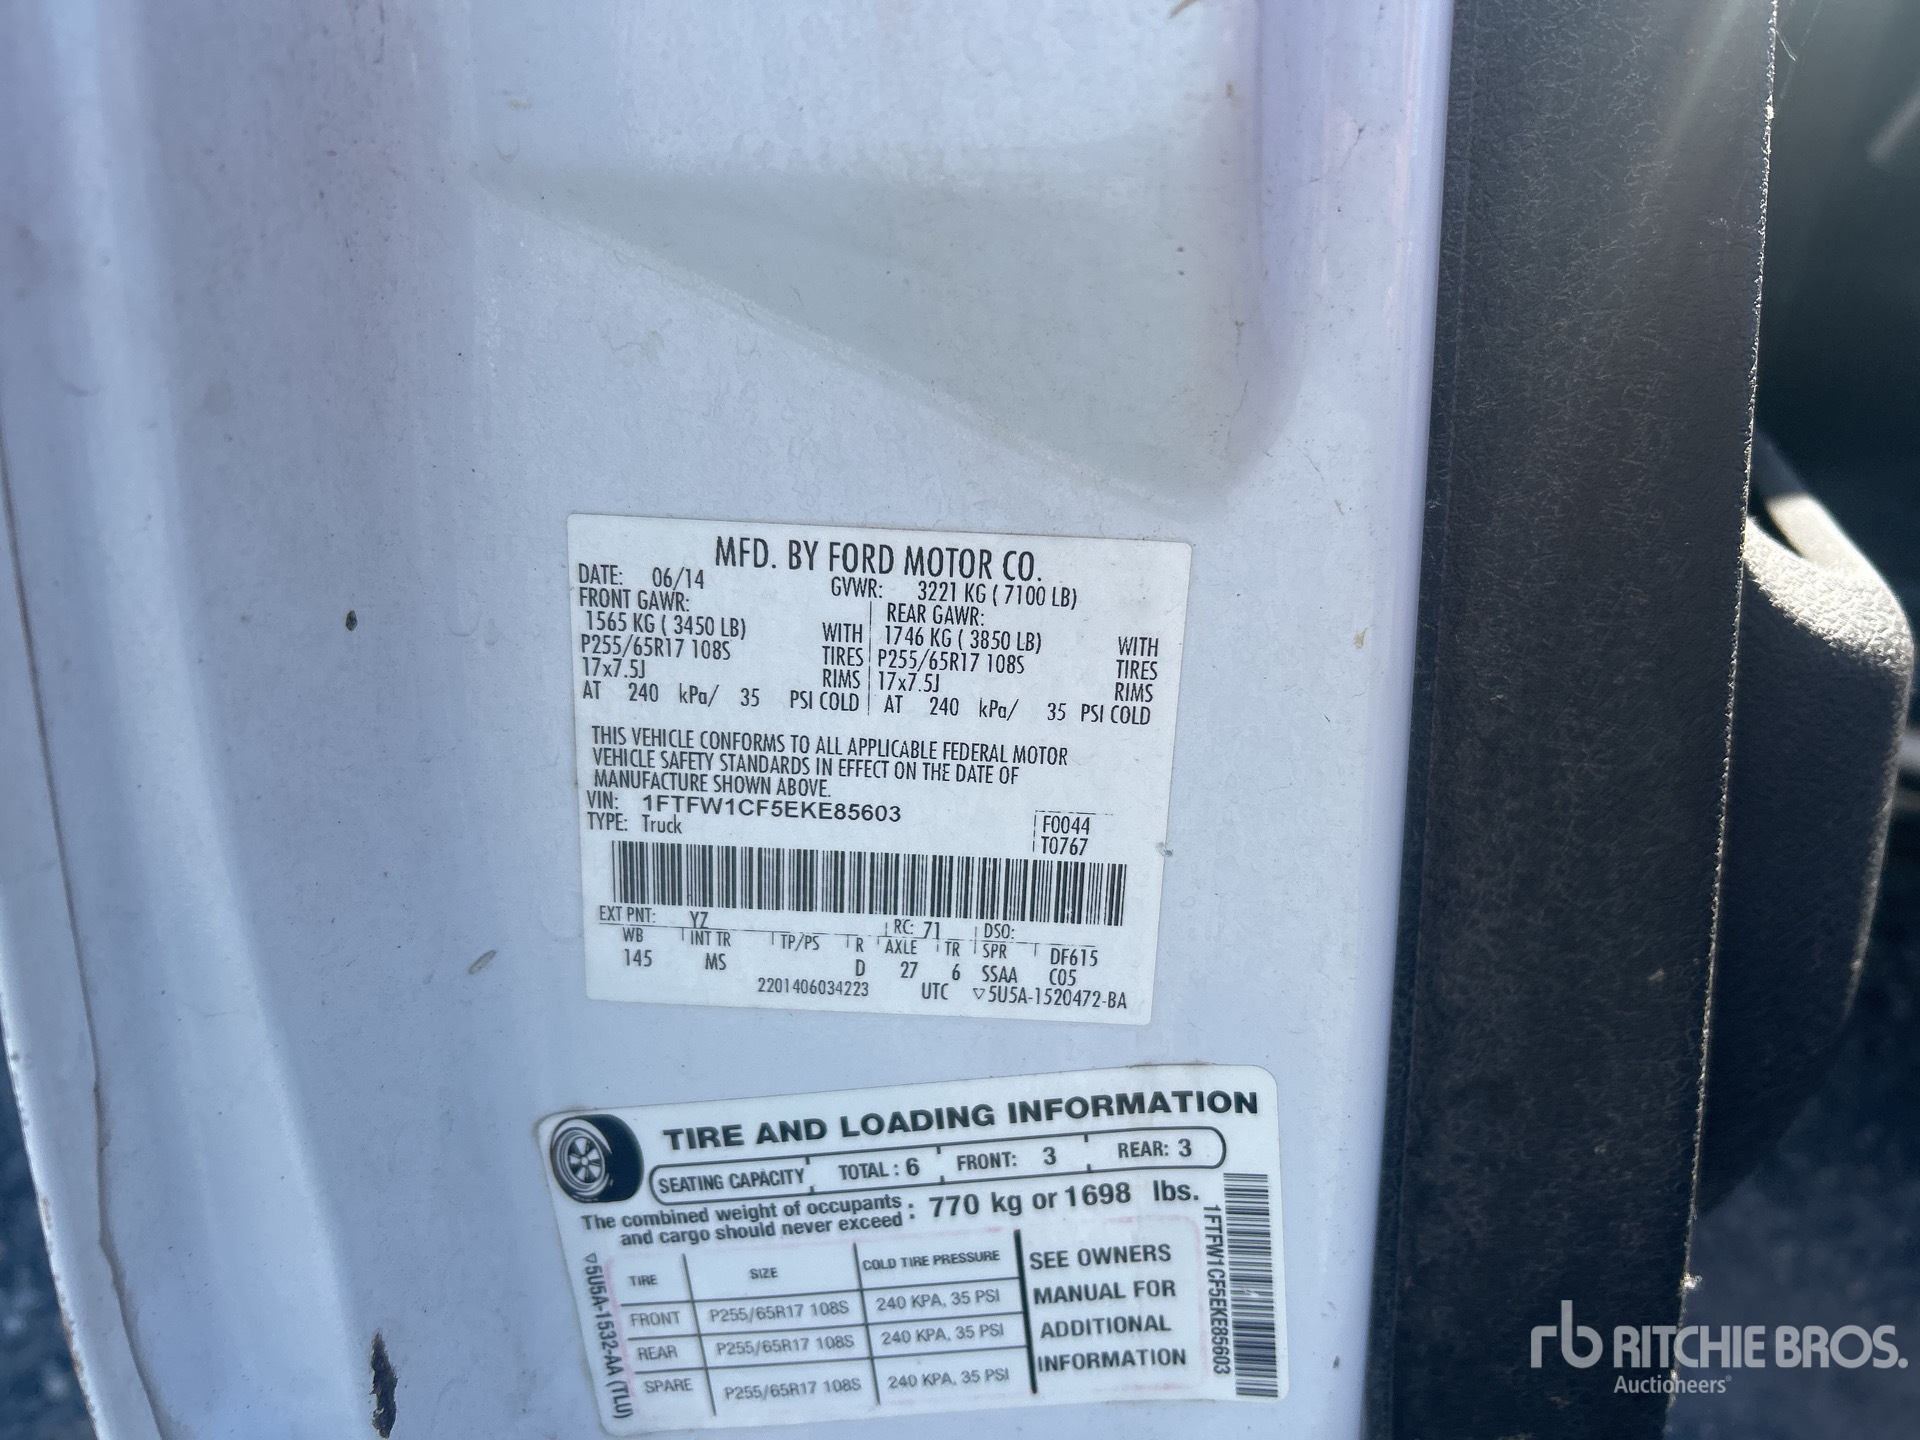 MFD. BY FORD MOTOR CO.
DATE: 06/14 GVWR: 3221 KG ( 7100 LB)
FRONT GAWR: REAR GAWR:
1565 KG ( 3450 LB) WITH 1746 KG ( 3850 LB) WITH
P255/65R17 108S TIRES P255/65R17 108S TIRES
17x7.5J RIMS 17x7.5J RIMS
AT 240 kPa/ 35 PSI COLD AT 240 kPa/ 35 PSI COLD
THIS VEHICLE CONFORMS TO ALL APPLICABLE FEDERAL MOTOR
VEHICLE SAFETY STANDARDS IN EFFECT ON THE DATE OF
MANUFACTURE SHOWN ABOVE.
VIN: 1FTFW1CF5EKE85603
TYPE: Truck
F0044
T0767
EXT PNT: YZ RC: 71 DSO:
WB INT TR TP/PS R AXLE TR SPR DF615
145 MS D 27 6 SSAA C05
2201406034223 UTC ▽5U5A-1520472-BA
TIRE AND LOADING INFORMATION
SEATING CAPACITY TOTAL : 6 FRONT: 3 REAR: 3
The combined weight of occupants
and cargo should never exceed : 770 kg or 1698 lbs.
TIRE SIZE COLD TIRE PRESSURE
FRONT P255/65R17 108S 240 KPA, 35 PSI
REAR P255/65R17 108S 240 KPA, 35 PSI
SPARE P255/65R17 108S 240 KPA, 35 PSI
SEE OWNERS
MANUAL FOR
ADDITIONAL
INFORMATION
▽5U5A-1532-AA (TLU)
1FTFW1CF5EKE85603
rb RITCHIE BROS.
Auctioneers